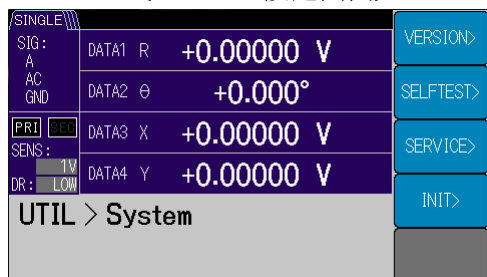 SINGLE
SIG:
A
AC
GND
PRI SEC
SENS:
1V
DR: LOW
DATA1 R +0.00000 V
DATA2 θ +0.000°
DATA3 X +0.00000 V
DATA4 Y +0.00000 V
UTIL > System
VERSION>
SELFTEST>
SERVICE>
INIT>